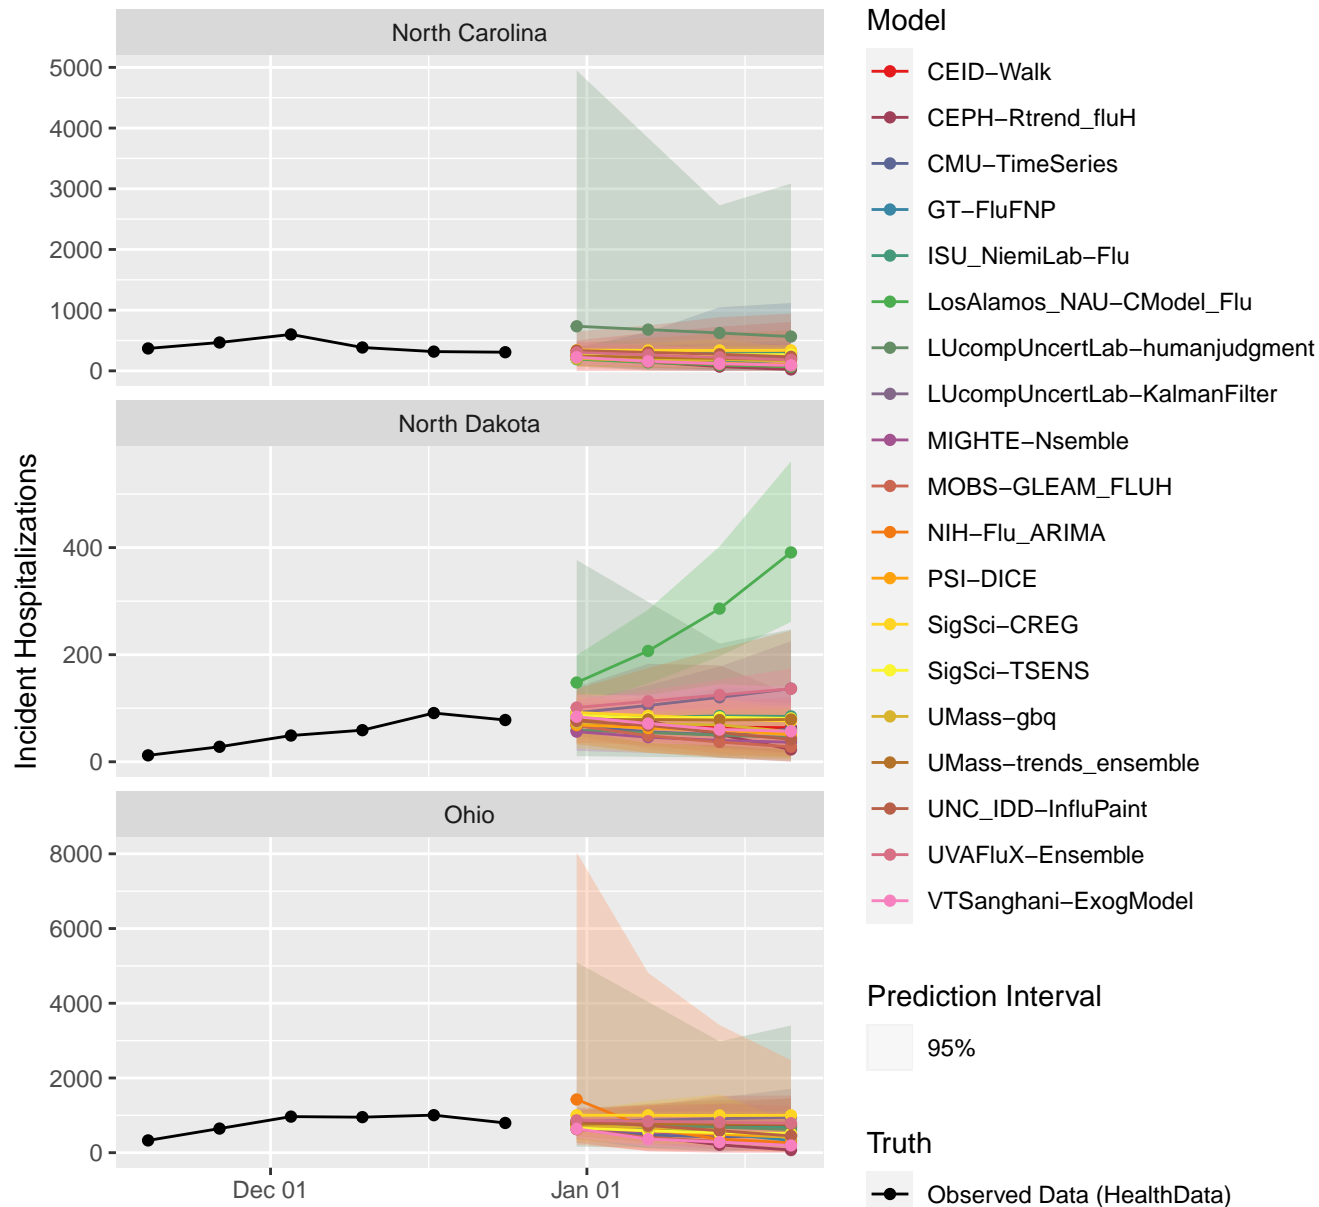 North Carolina
5000
4000
3000
2000
1000
0
North Dakota
400
200
0
Ohio
8000
6000
4000
2000
0
Dec 01
Jan 01
Incident Hospitalizations
Model
CEID−Walk
CEPH−Rtrend_fluH
CMU−TimeSeries
GT−FluFNP
ISU_NiemiLab−Flu
LosAlamos_NAU−CModel_Flu
LUcompUncertLab−humanjudgment
LUcompUncertLab−KalmanFilter
MIGHTE−Nsemble
MOBS−GLEAM_FLUH
NIH−Flu_ARIMA
PSI−DICE
SigSci−CREG
SigSci−TSENS
UMass−gbq
UMass−trends_ensemble
UNC_IDD−InfluPaint
UVAFluX−Ensemble
VTSanghani−ExogModel
Prediction Interval
95%
Truth
Observed Data (HealthData)